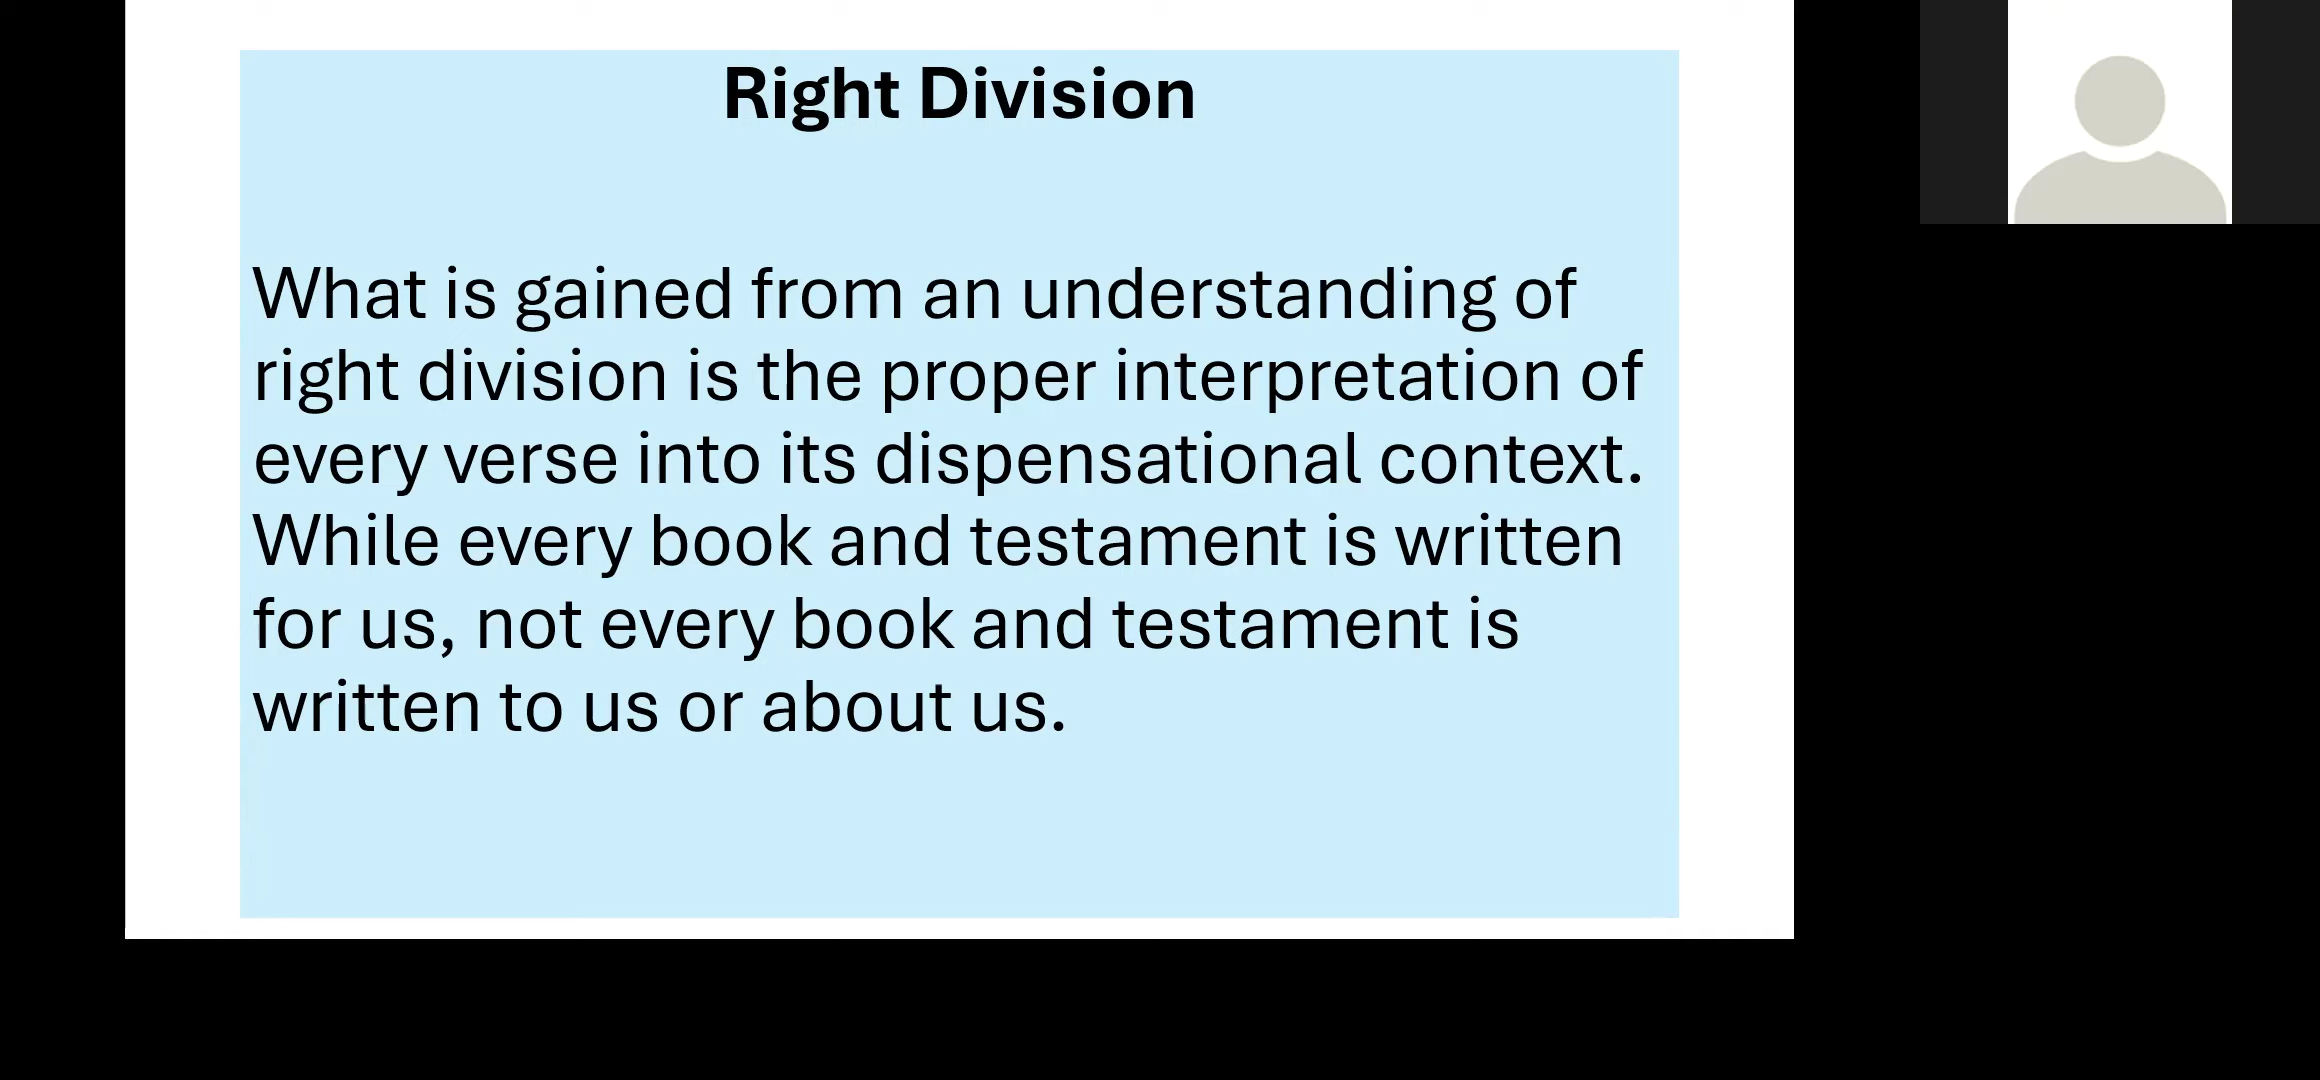 Right Division
What is gained from an understanding of
right division is the proper interpretation of
every verse into its dispensational context.
While every book and testament is written
for us, not every book and testament is
written to us or about us.